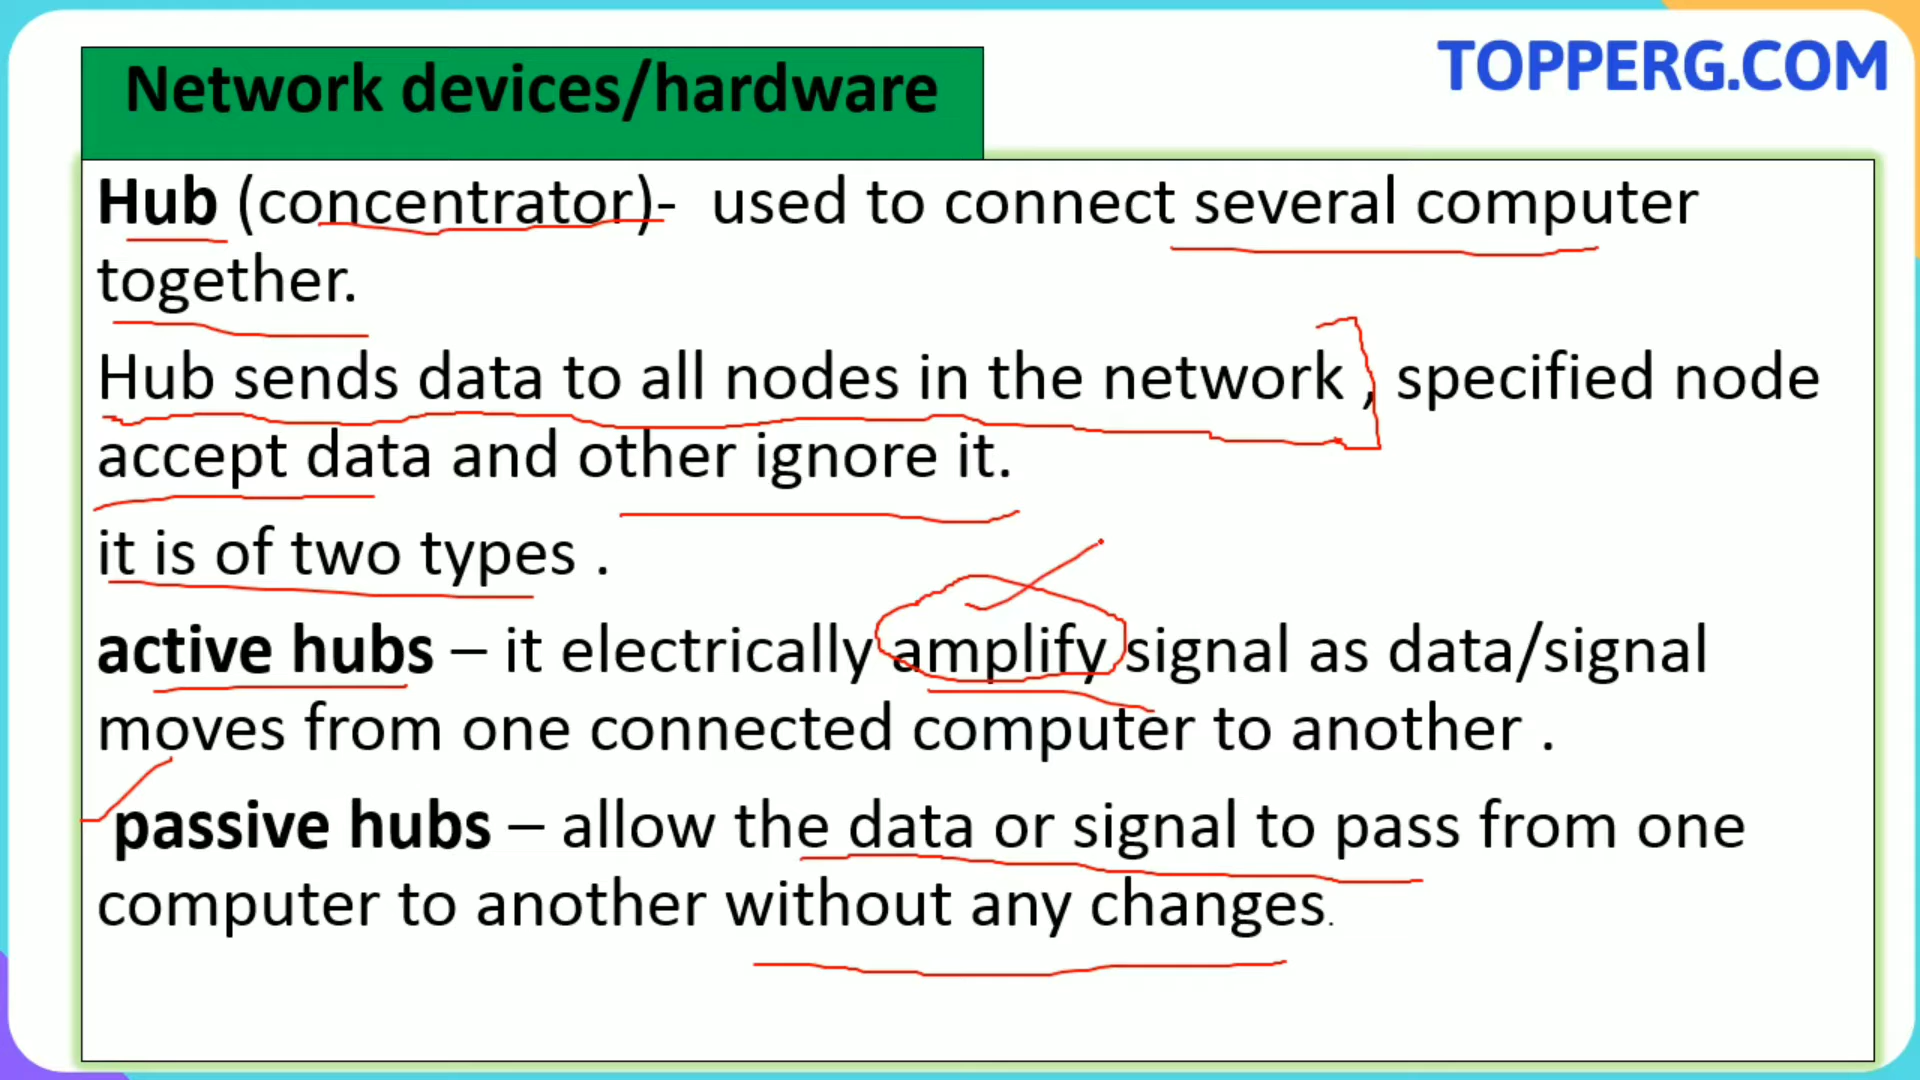 Network devices/hardware
TOPPERG.COM
Hub (concentrator)- used to connect several computer
together.
Hub sends data to all nodes in the network , specified node
accept data and other ignore it.
it is of two types .
active hubs – it electrically amplify signal as data/signal
moves from one connected computer to another .
passive hubs – allow the data or signal to pass from one
computer to another without any changes.